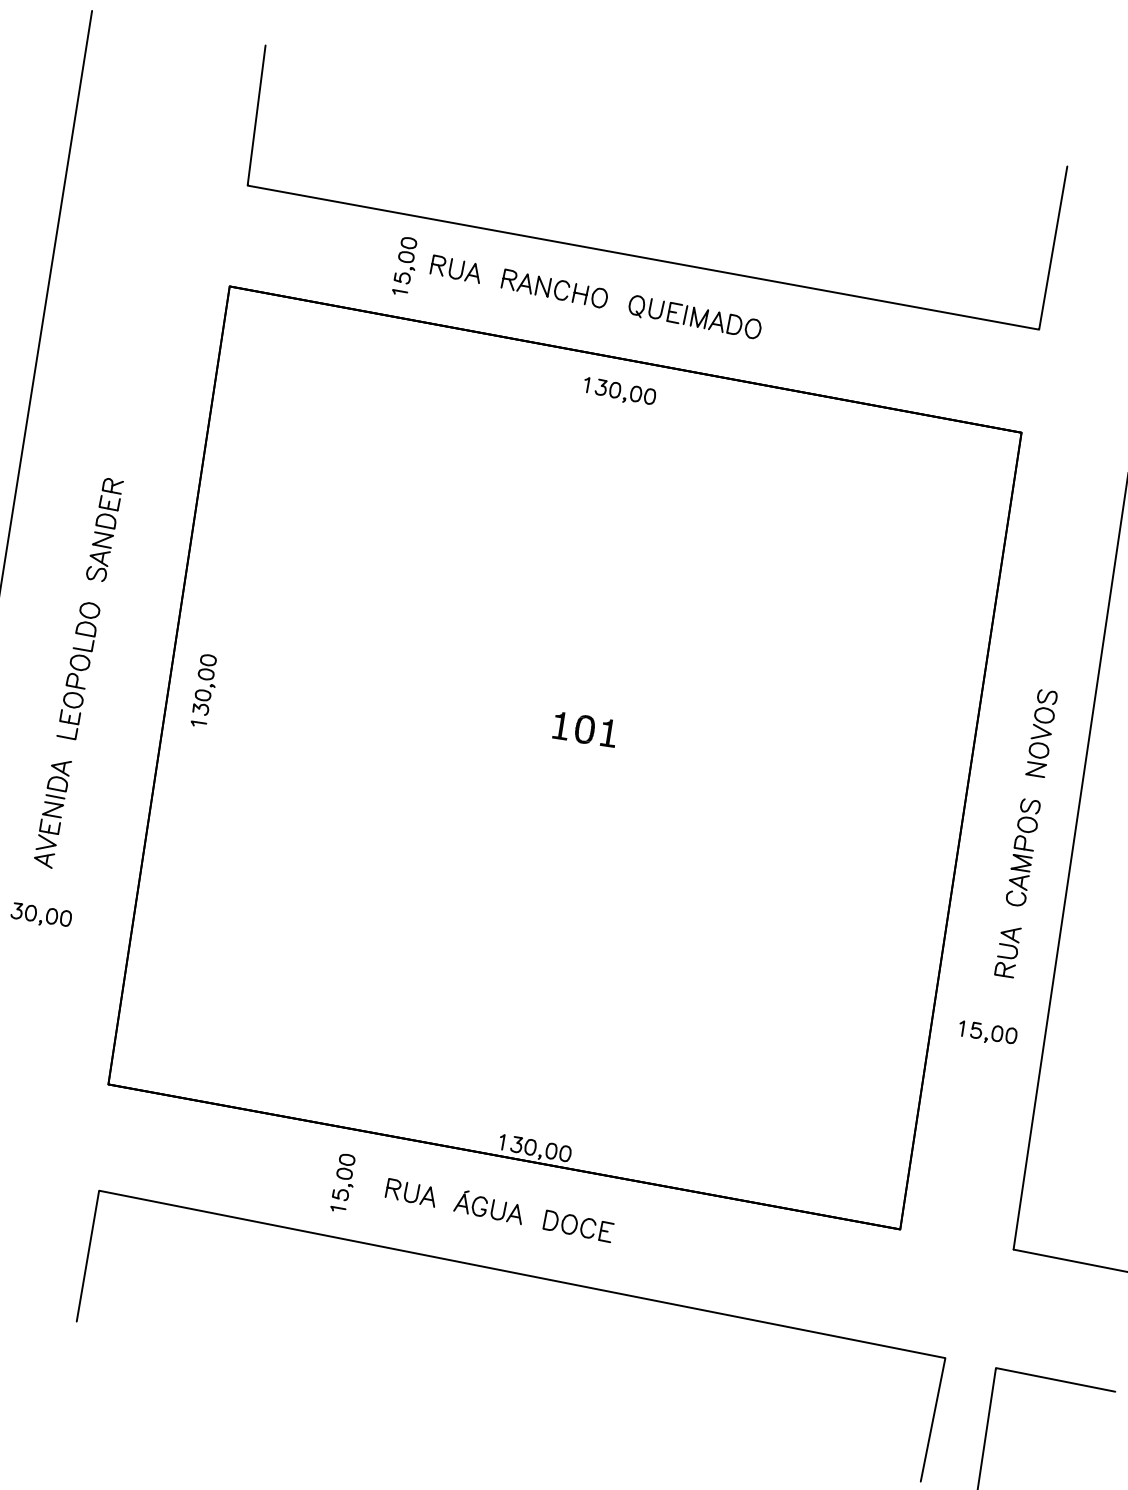 15,00
RUA RANCHO QUEIMADO
130,00
AVENIDA LEOPOLDO SANDER
130,00
101
RUA CAMPOS NOVOS
30,00
15,00
130,00
15,00
RUA ÁGUA DOCE